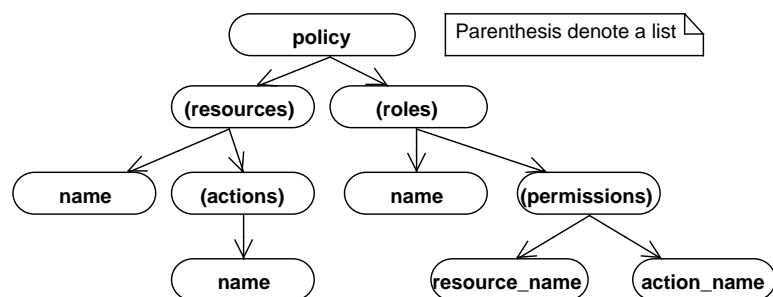 policy
Parenthesis denote a list
(resources)
(roles)
name
(actions)
name
(permissions)
name
resource_name
action_name